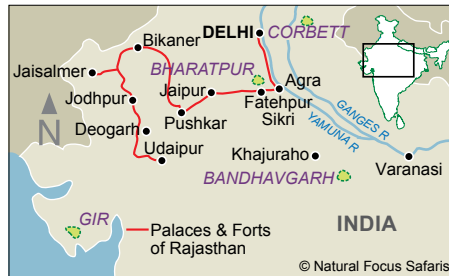 DELHI
CORBETT
Bikaner
BHARATPUR
Jaisalmer
Agra
Jaipur
Jodhpur
Fatehpur
Sikri
GANGES R
YAMUNA R
N
Deogarh
Pushkar
Udaipur
Khajuraho
Varanasi
BANDHAVGARH
GIR
INDIA
Palaces & Forts
of Rajasthan
© Natural Focus Safaris